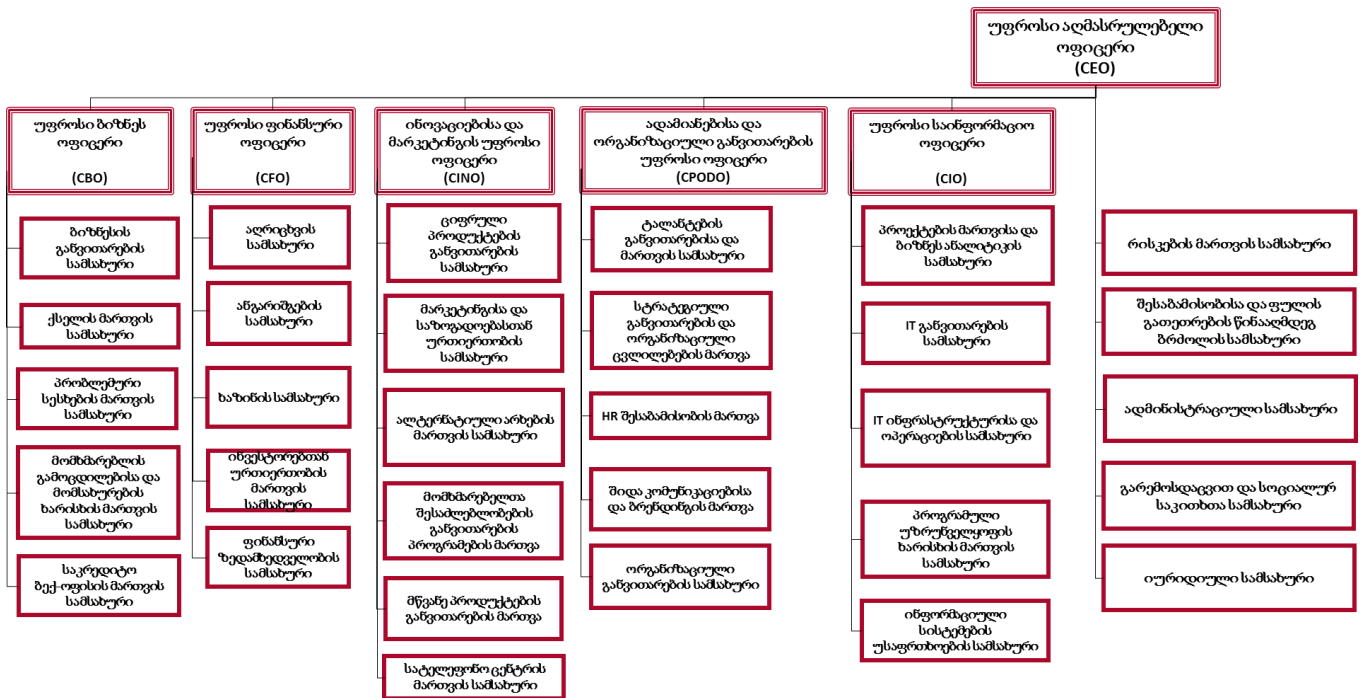 უფროსი აღმასრულებელი
ოფიცერი
(CEO)
უფროსი ბიზნეს
ოფიცერი
(CBO)
ბიზნესის
განვითარების
სამსახური
ქსელის მართვის
სამსახური
პრობლემური
სესხების მართვის
სამსახური
მომხმარებლის
გამოცდილებისა და
მომსახურების
ხარისხის მართვის
სამსახური
საკრედიტო
ბექ-ოფისის მართვის
სამსახური
უფროსი ფინანსური
ოფიცერი
(CFO)
აღრიცხვის
სამსახური
ანგარიშგების
სამსახური
ხაზინის სამსახური
ინვესტორებთან
ურთიერთობის
მართვის
სამსახური
ფინანსური
ზედამხედველობის
სამსახური
ინოვაციებისა და
მარკეტინგის უფროსი
ოფიცერი
(CINO)
ციფრული
პროდუქტების
განვითარების
სამსახური
მარკეტინგისა და
საზოგადოებასთან
ურთიერთობის
სამსახური
ალტერნატიული არხების
მართვის სამსახური
მომხმარებელთა
შესაძლებლობების
განვითარების
პროგრამების მართვა
მწვანე პროდუქტების
განვითარების მართვა
სატელეფონო ცენტრის
მართვის სამსახური
ადამიანებისა და
ორგანიზაციული განვითარების
უფროსი ოფიცერი
(CPODO)
ტალანტების
განვითარებისა და
მართვის სამსახური
სტრატეგიული
განვითარების და
ორგანიზაციული
ცვლილებების მართვა
HR შესაბამისობის მართვა
შიდა კომუნიკაციებისა
და ბრენდინგის მართვა
ორგანიზაციული
განვითარების სამსახური
უფროსი საინფორმაციო
ოფიცერი
(CIO)
პროექტების მართვისა და
ბიზნეს ანალიტიკის
სამსახური
IT განვითარების
სამსახური
IT ინფრასტრუქტურისა და
ოპერაციების სამსახური
პროგრამული
უზრუნველყოფის
ხარისხის მართვის
სამსახური
ინფორმაციული
სისტემების
უსაფრთხოების სამსახური
რისკების მართვის სამსახური
შესაბამისობისა და ფულის
გათეთრების წინააღმდეგ
ბრძოლის სამსახური
ადმინისტრაციული სამსახური
გარემოსდაცვით და სოციალურ
საკითხთა სამსახური
იურიდიული სამსახური